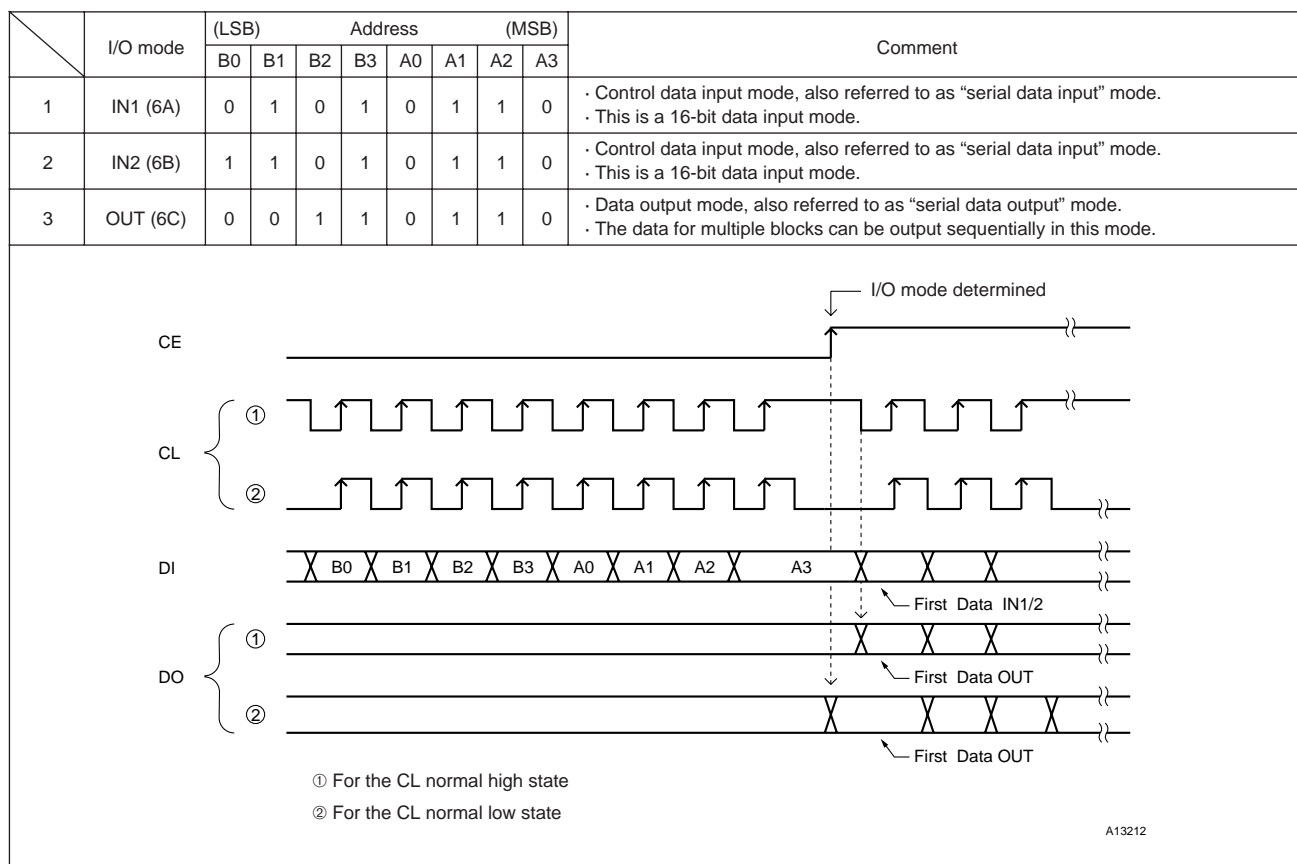 I/O mode (LSB) Address (MSB) Comment
B0 B1 B2 B3 A0 A1 A2 A3
1 IN1 (6A) 0 1 0 1 0 1 1 0 · Control data input mode, also referred to as “serial data input” mode.
· This is a 16-bit data input mode.
2 IN2 (6B) 1 1 0 1 0 1 1 0 · Control data input mode, also referred to as “serial data input” mode.
· This is a 16-bit data input mode.
3 OUT (6C) 0 0 1 1 0 1 1 0 · Data output mode, also referred to as “serial data output” mode.
· The data for multiple blocks can be output sequentially in this mode.
I/O mode determined
CE
①
CL
②
DI B0 B1 B2 B3 A0 A1 A2 A3
First Data IN1/2
①
DO
First Data OUT
②
First Data OUT
① For the CL normal high state
② For the CL normal low state
A13212